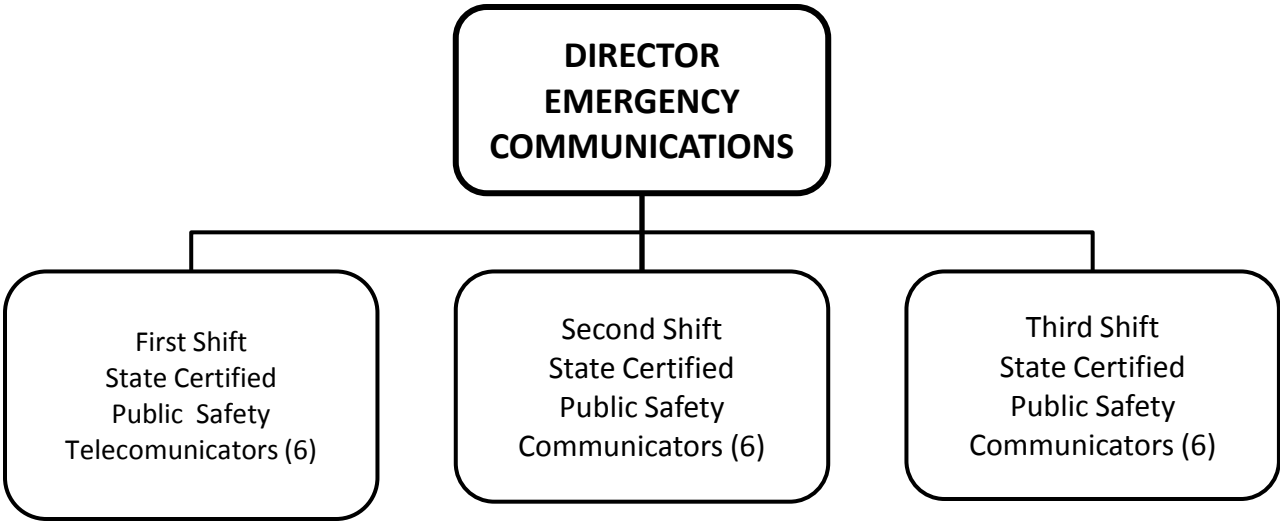 DIRECTOR
EMERGENCY
COMMUNICATIONS
First Shift
State Certified
Public  Safety
Telecomunicators (6)
Second Shift
State Certified
Public Safety
Communicators (6)
Third Shift
State Certified
Public Safety
Communicators (6)